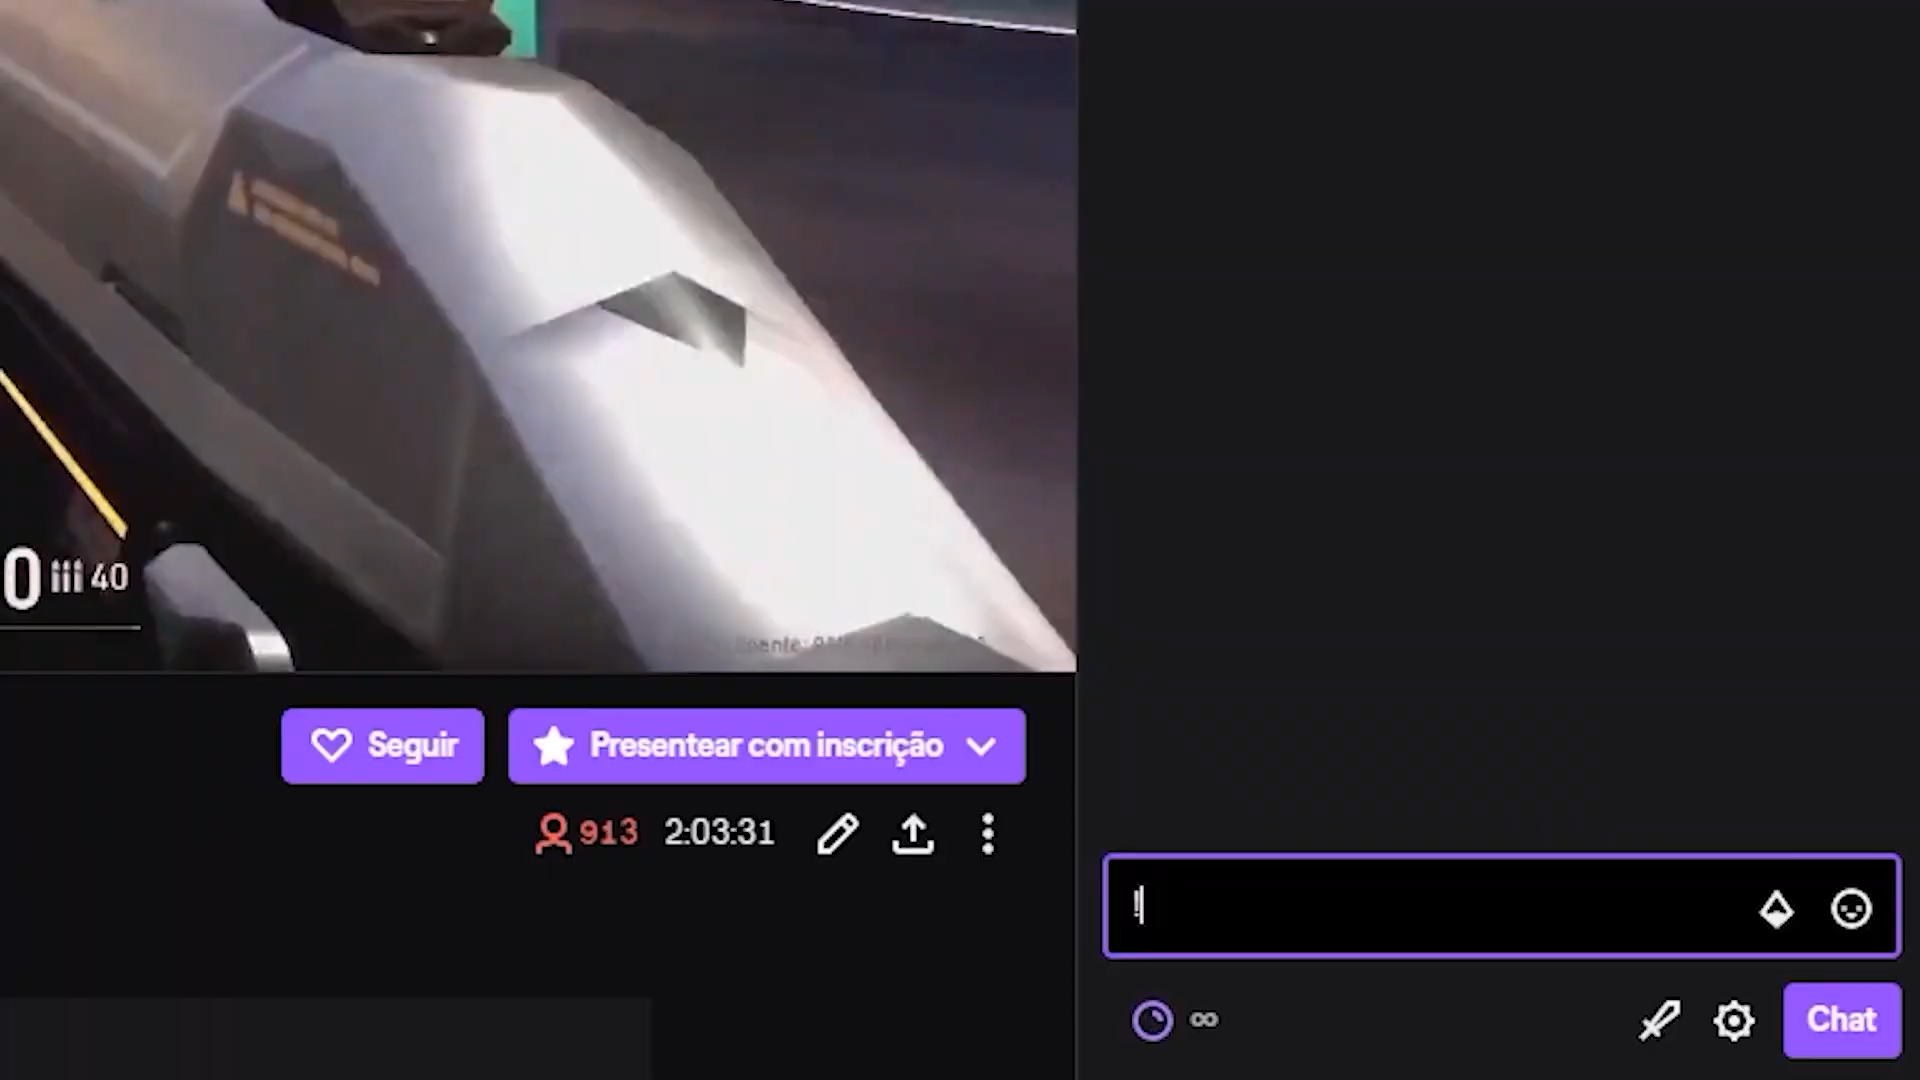 0 40
Seguir
Presentear com inscrição
913 2:03:31
!
∞
Chat